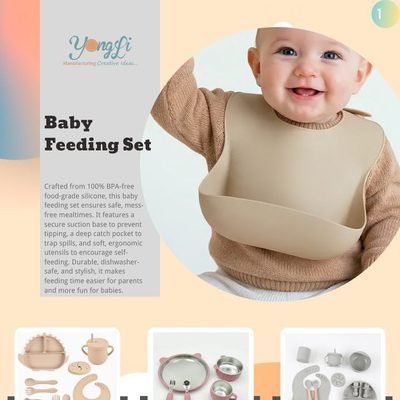 1
YongLi
Manufacturing Creative Ideas...
Baby
Feeding Set
Crafted from 100% BPA-free
food-grade silicone, this baby
feeding set ensures safe, mess-
free mealtimes. It features a
secure suction base to prevent
tipping, a deep catch pocket to
trap spills, and soft, ergonomic
utensils to encourage self-
feeding. Durable, dishwasher-
safe, and stylish, it makes
feeding time easier for parents
and more fun for babies.